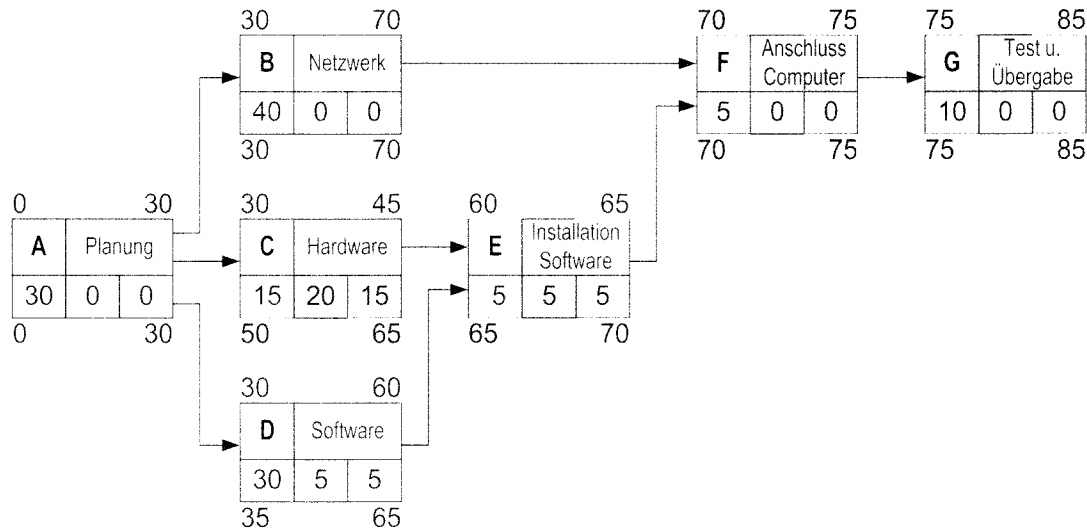 30 70
B Netzwerk
40 0 0
30 70
70 75
F Anschluss
Computer
5 0 0
70 75
75 85
G Test u.
Übergabe
10 0 0
75 85
0 30
A Planung
30 0 0
0 30
30 45
C Hardware
15 20 15
50 65
60 65
E Installation
Software
5 5 5
65 70
30 60
D Software
30 5 5
35 65